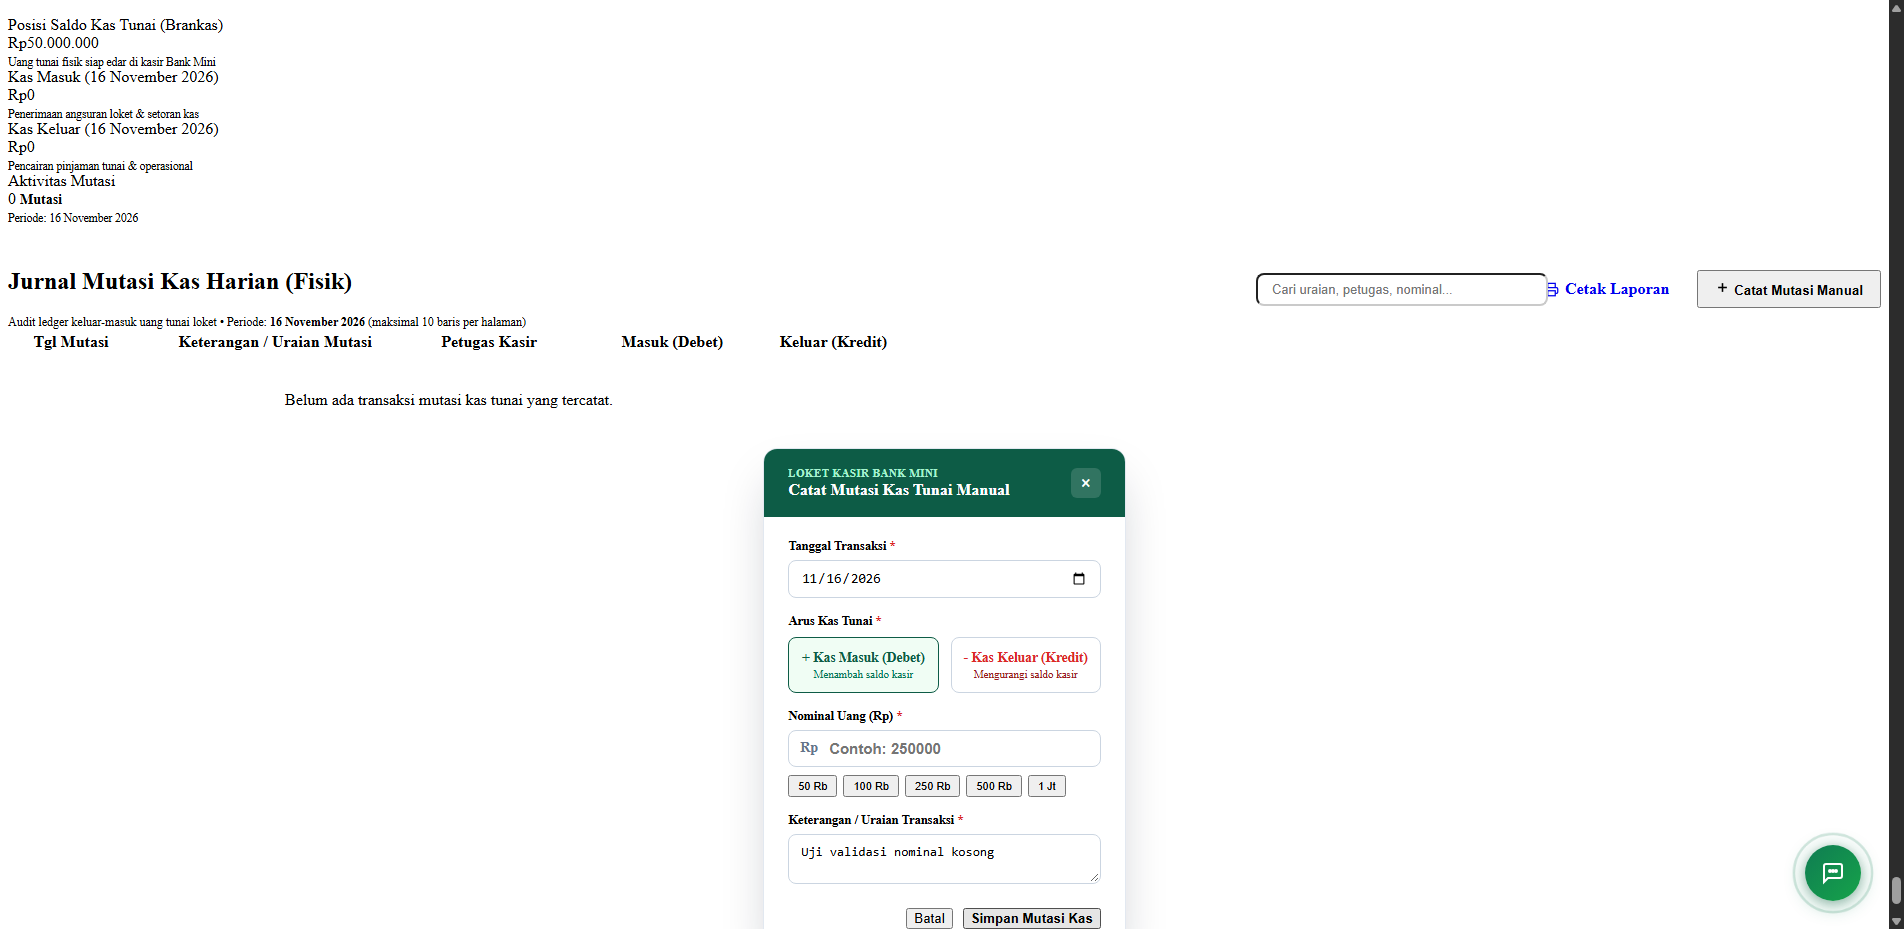 Posisi Saldo Kas Tunai (Brankas)
Rp50.000.000
Uang tunai fisik siap edar di kasir Bank Mini
Kas Masuk (16 November 2026)
Rp0
Penerimaan angsuran loket & setoran kas
Kas Keluar (16 November 2026)
Rp0
Pencairan pinjaman tunai & operasional
Aktivitas Mutasi
0 Mutasi
Periode: 16 November 2026
Jurnal Mutasi Kas Harian (Fisik)
Cari uraian, petugas, nominal...
Cetak Laporan
+ Catat Mutasi Manual
Audit ledger keluar-masuk uang tunai loket • Periode: 16 November 2026 (maksimal 10 baris per halaman)
Tgl Mutasi Keterangan / Uraian Mutasi Petugas Kasir Masuk (Debet) Keluar (Kredit)
Belum ada transaksi mutasi kas tunai yang tercatat.
LOKET KASIR BANK MINI
Catat Mutasi Kas Tunai Manual
×
Tanggal Transaksi *
11/16/2026
Arus Kas Tunai *
+ Kas Masuk (Debet)
Menambah saldo kasir
- Kas Keluar (Kredit)
Mengurangi saldo kasir
Nominal Uang (Rp) *
Rp Contoh: 250000
50 Rb 100 Rb 250 Rb 500 Rb 1 Jt
Keterangan / Uraian Transaksi *
Uji validasi nominal kosong
Batal Simpan Mutasi Kas